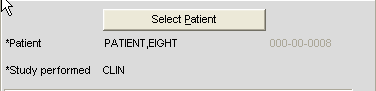 Select Patient
*Patient PATIENT,EIGHT 000-00-0008
*Study performed CLIN